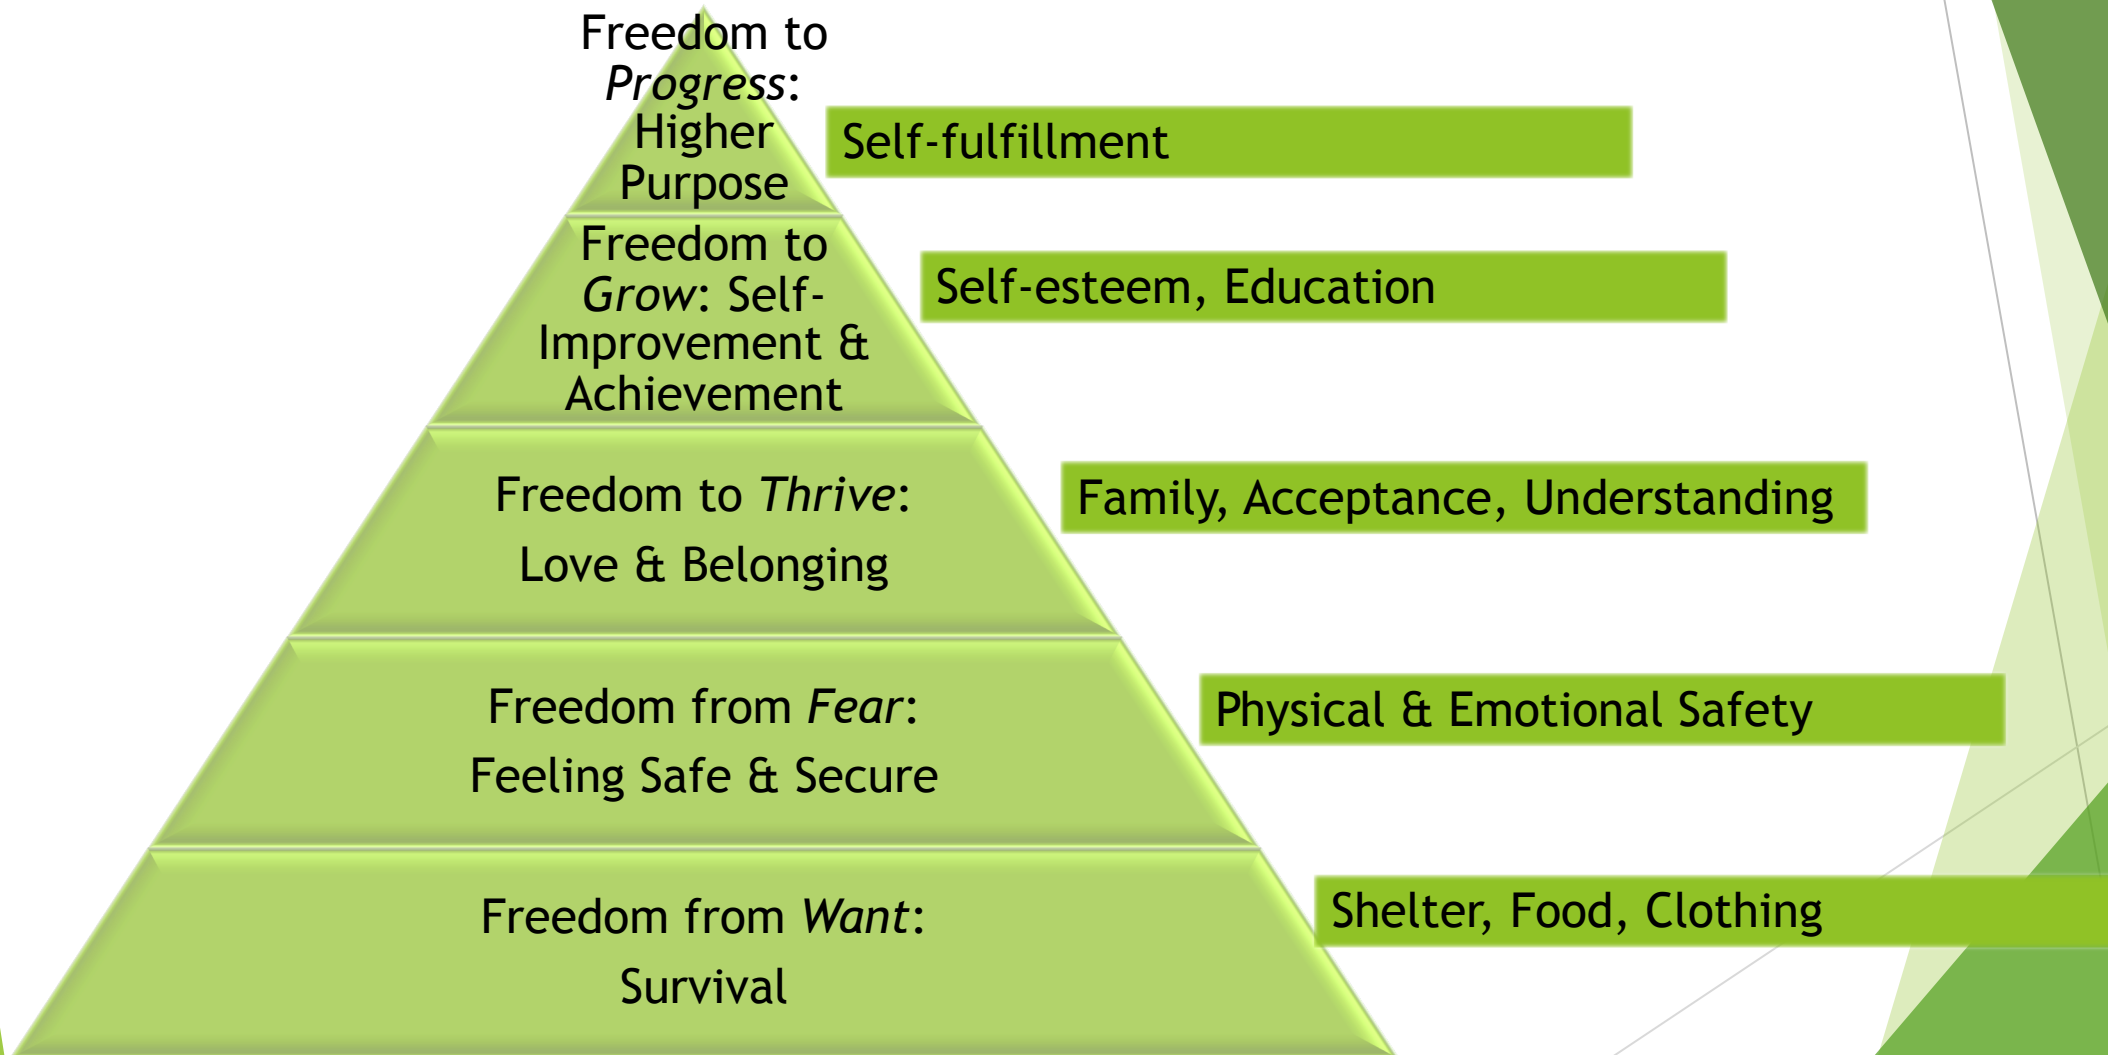 Freedom to
Progress:
Higher
Purpose
Self-fulfillment
Freedom to
Grow: Self-
Improvement &
Achievement
Self-esteem, Education
Freedom to Thrive:
Love & Belonging
Family, Acceptance, Understanding
Freedom from Fear:
Feeling Safe & Secure
Physical & Emotional Safety
Freedom from Want:
Survival
Shelter, Food, Clothing